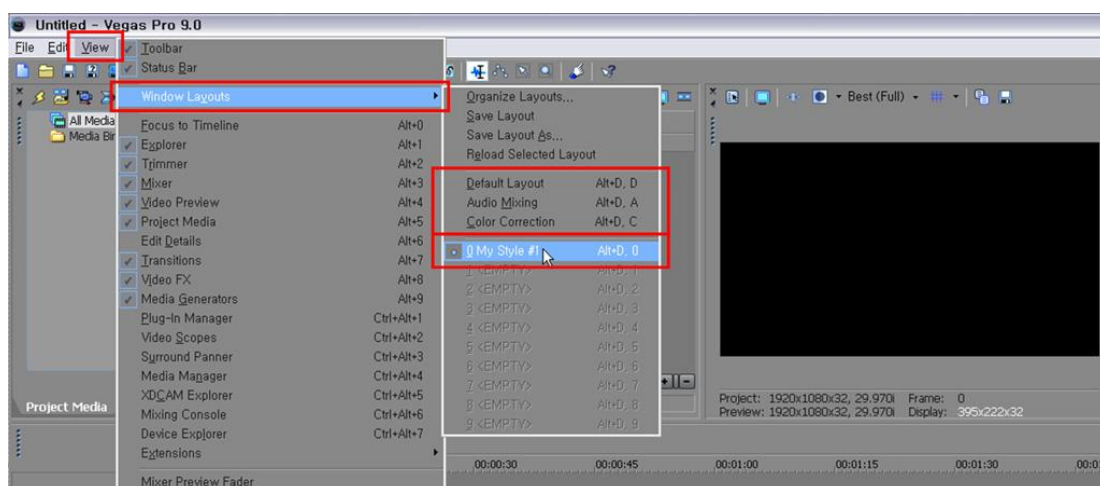 Untitled - Vegas Pro 9.0
File Edit View
Toolbar
Status Bar
Window Layouts
Focus to Timeline Alt+0
Explorer Alt+1
Trimmer Alt+2
Mixer Alt+3
Video Preview Alt+4
Project Media Alt+5
Edit Details Alt+6
Transitions Alt+7
Video FX Alt+8
Media Generators Alt+9
Plug-In Manager Ctrl+Alt+1
Video Scopes Ctrl+Alt+2
Surround Panner Ctrl+Alt+3
Media Manager Ctrl+Alt+4
XDCAM Explorer Ctrl+Alt+5
Mixing Console Ctrl+Alt+6
Device Explorer Ctrl+Alt+7
Extensions
Mixer Preview Fader
Organize Layouts...
Save Layout
Save Layout As...
Reload Selected Layout
Default Layout Alt+D, D
Audio Mixing Alt+D, A
Color Correction Alt+D, C
0 My Style #1 Alt+D, 0
1 <EMPTY> Alt+D, 1
2 <EMPTY> Alt+D, 2
3 <EMPTY> Alt+D, 3
4 <EMPTY> Alt+D, 4
5 <EMPTY> Alt+D, 5
6 <EMPTY> Alt+D, 6
7 <EMPTY> Alt+D, 7
8 <EMPTY> Alt+D, 8
9 <EMPTY> Alt+D, 9
All Media
Media Bin
Project Media
Best (Full)
Project: 1920x1080x32, 29.970i Frame: 0
Preview: 1920x1080x32, 29.970i Display: 395x222x32
00:00:30 00:00:45 00:01:00 00:01:15 00:01:30